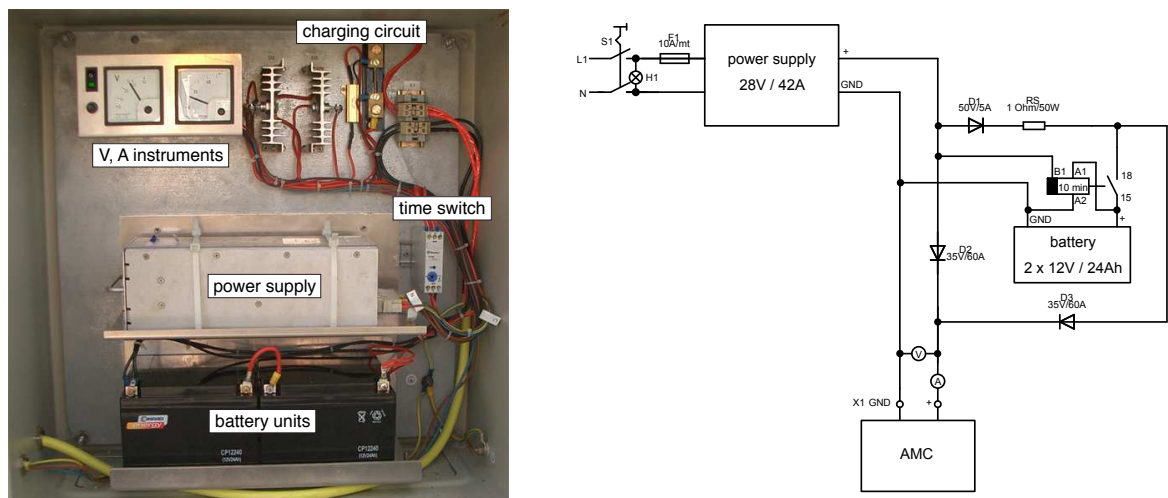 charging circuit
V, A instruments
time switch
power supply
battery units
CP12240
(12V24Ah)
CP12240
(12V24Ah)
S1
F1
10A/mt
L1
H1
N
power supply
28V / 42A
+
GND
D1
50V/5A
RS
1 Ohm/50W
B1
A1
10 min
A2
18
15
GND
+
battery
2 x 12V / 24Ah
D2
35V/60A
D3
35V/60A
V
A
X1 GND
+
AMC